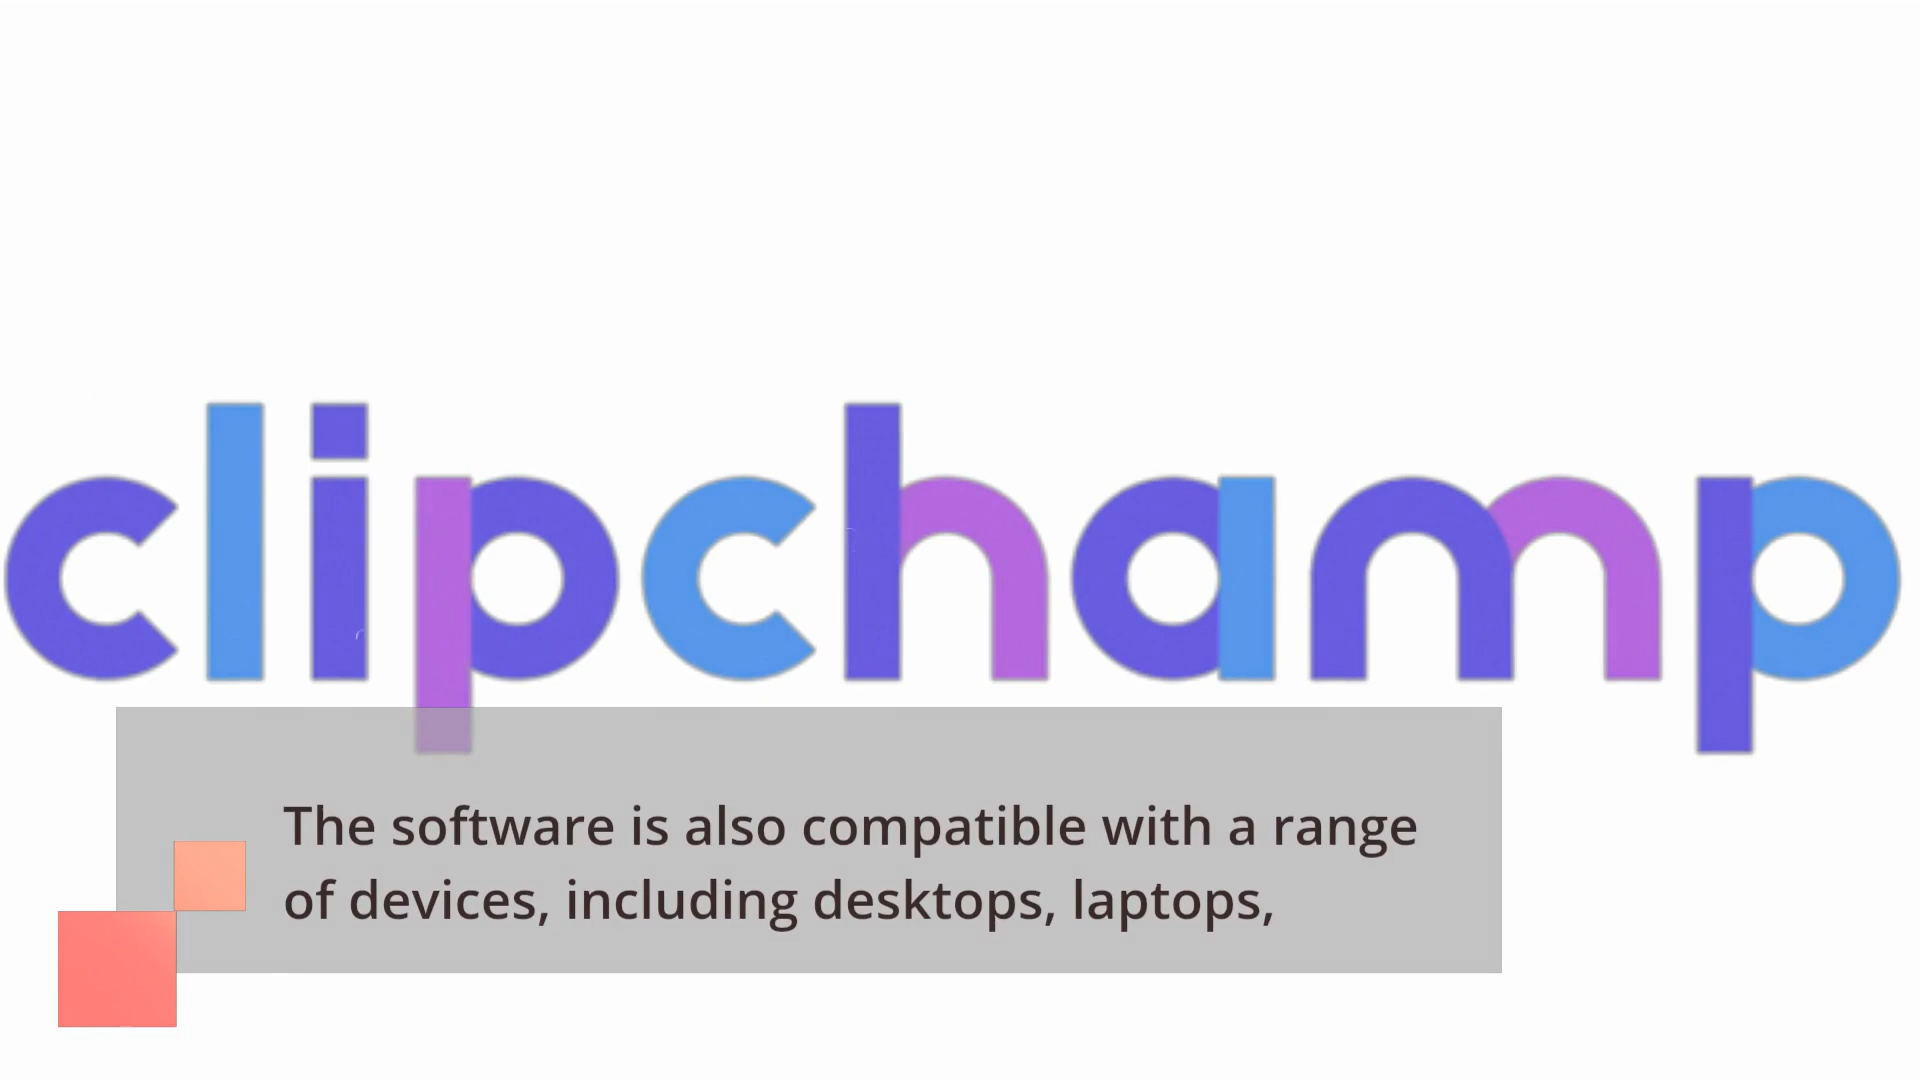 clipchamp
The software is also compatible with a range
of devices, including desktops, laptops,